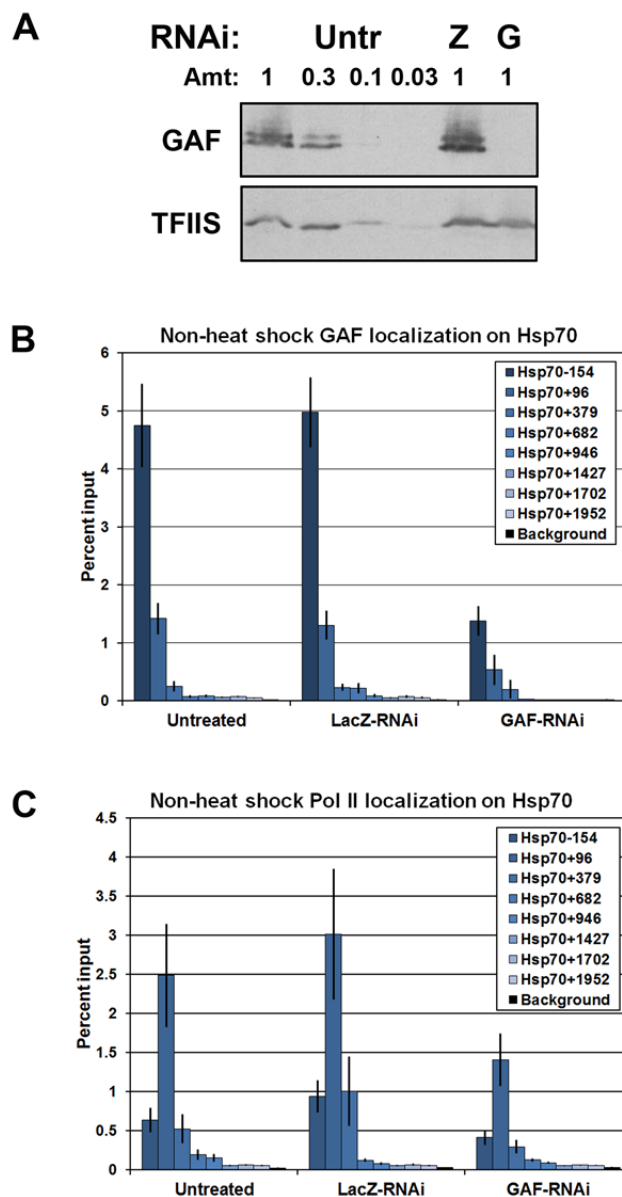 A
RNAi: Untr Z G
Amt: 1 0.3 0.1 0.03 1 1
GAF
TFIIS
B
Non-heat shock GAF localization on Hsp70
6
5
4
3
2
1
0
Percent input
Hsp70-154
Hsp70+96
Hsp70+379
Hsp70+682
Hsp70+946
Hsp70+1427
Hsp70+1702
Hsp70+1952
Background
Untreated LacZ-RNAi GAF-RNAi
C
Non-heat shock Pol II localization on Hsp70
4.5
4
3.5
3
2.5
2
1.5
1
0.5
0
Percent input
Hsp70-154
Hsp70+96
Hsp70+379
Hsp70+682
Hsp70+946
Hsp70+1427
Hsp70+1702
Hsp70+1952
Background
Untreated LacZ-RNAi GAF-RNAi